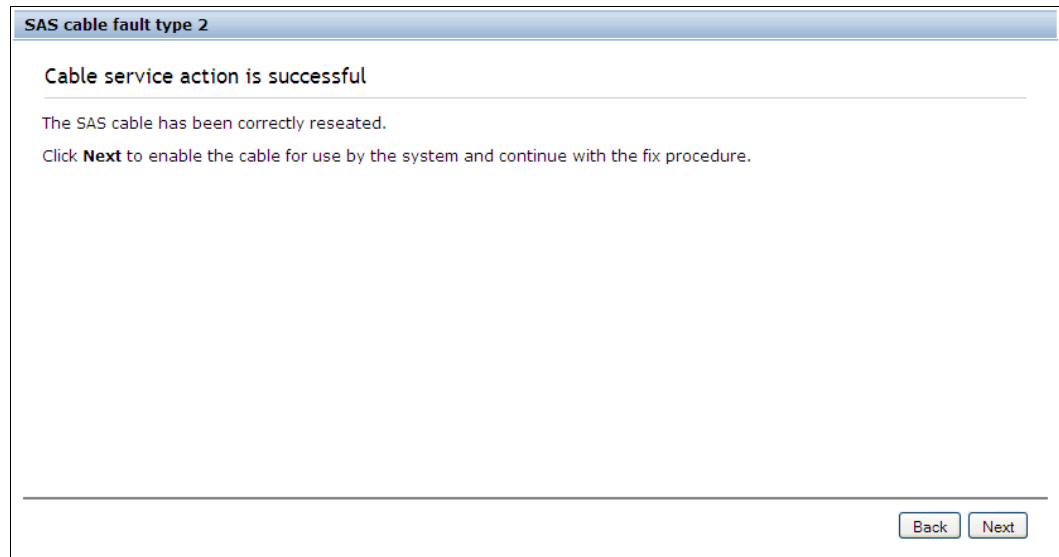 SAS cable fault type 2
Cable service action is successful
The SAS cable has been correctly reseated.
Click Next to enable the cable for use by the system and continue with the fix procedure.
Back Next